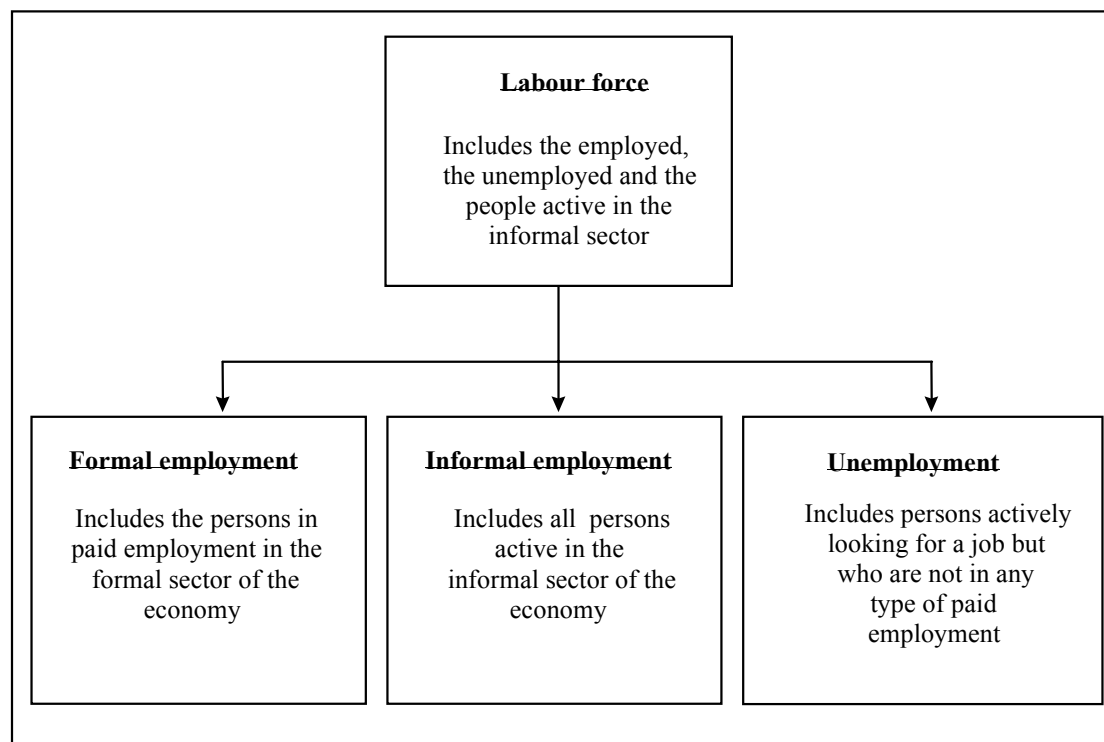 Labour force
Includes the employed,
the unemployed and the
people active in the
informal sector
Formal employment
Includes the persons in
paid employment in the
formal sector of the
economy
Informal employment
Includes all  persons
active in the
informal sector of the
economy
Unemployment
Includes persons actively
looking for a job but
who are not in any
type of paid
employment